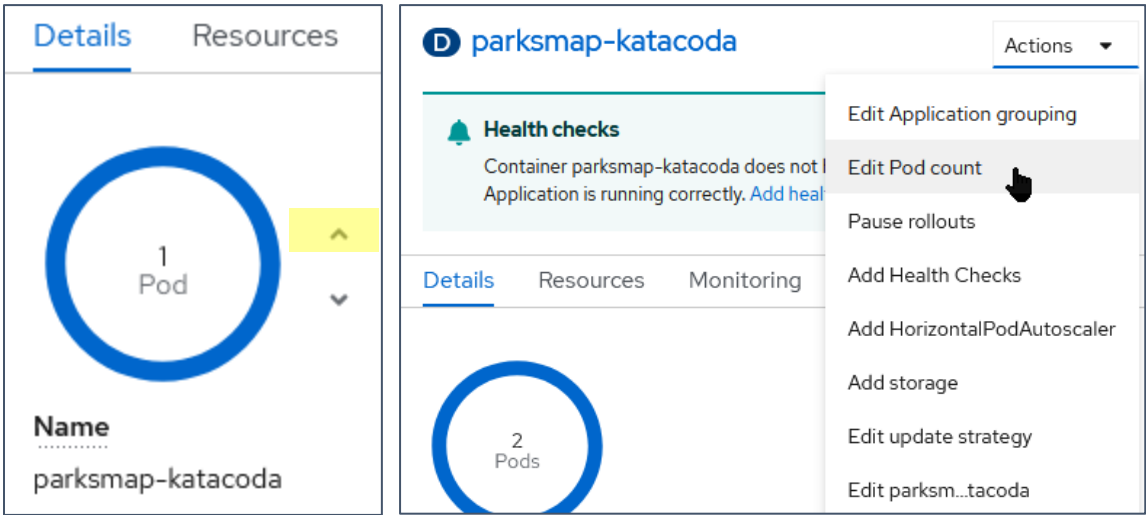 Details Resources
1
Pod
Name
parksmap-katacoda
D parksmap-katacoda
Actions
Health checks
Container parksmap-katacoda does not
Application is running correctly. Add heal
Details Resources Monitoring
2
Pods
Edit Application grouping
Edit Pod count
Pause rollouts
Add Health Checks
Add HorizontalPodAutoscaler
Add storage
Edit update strategy
Edit parksm...tacoda